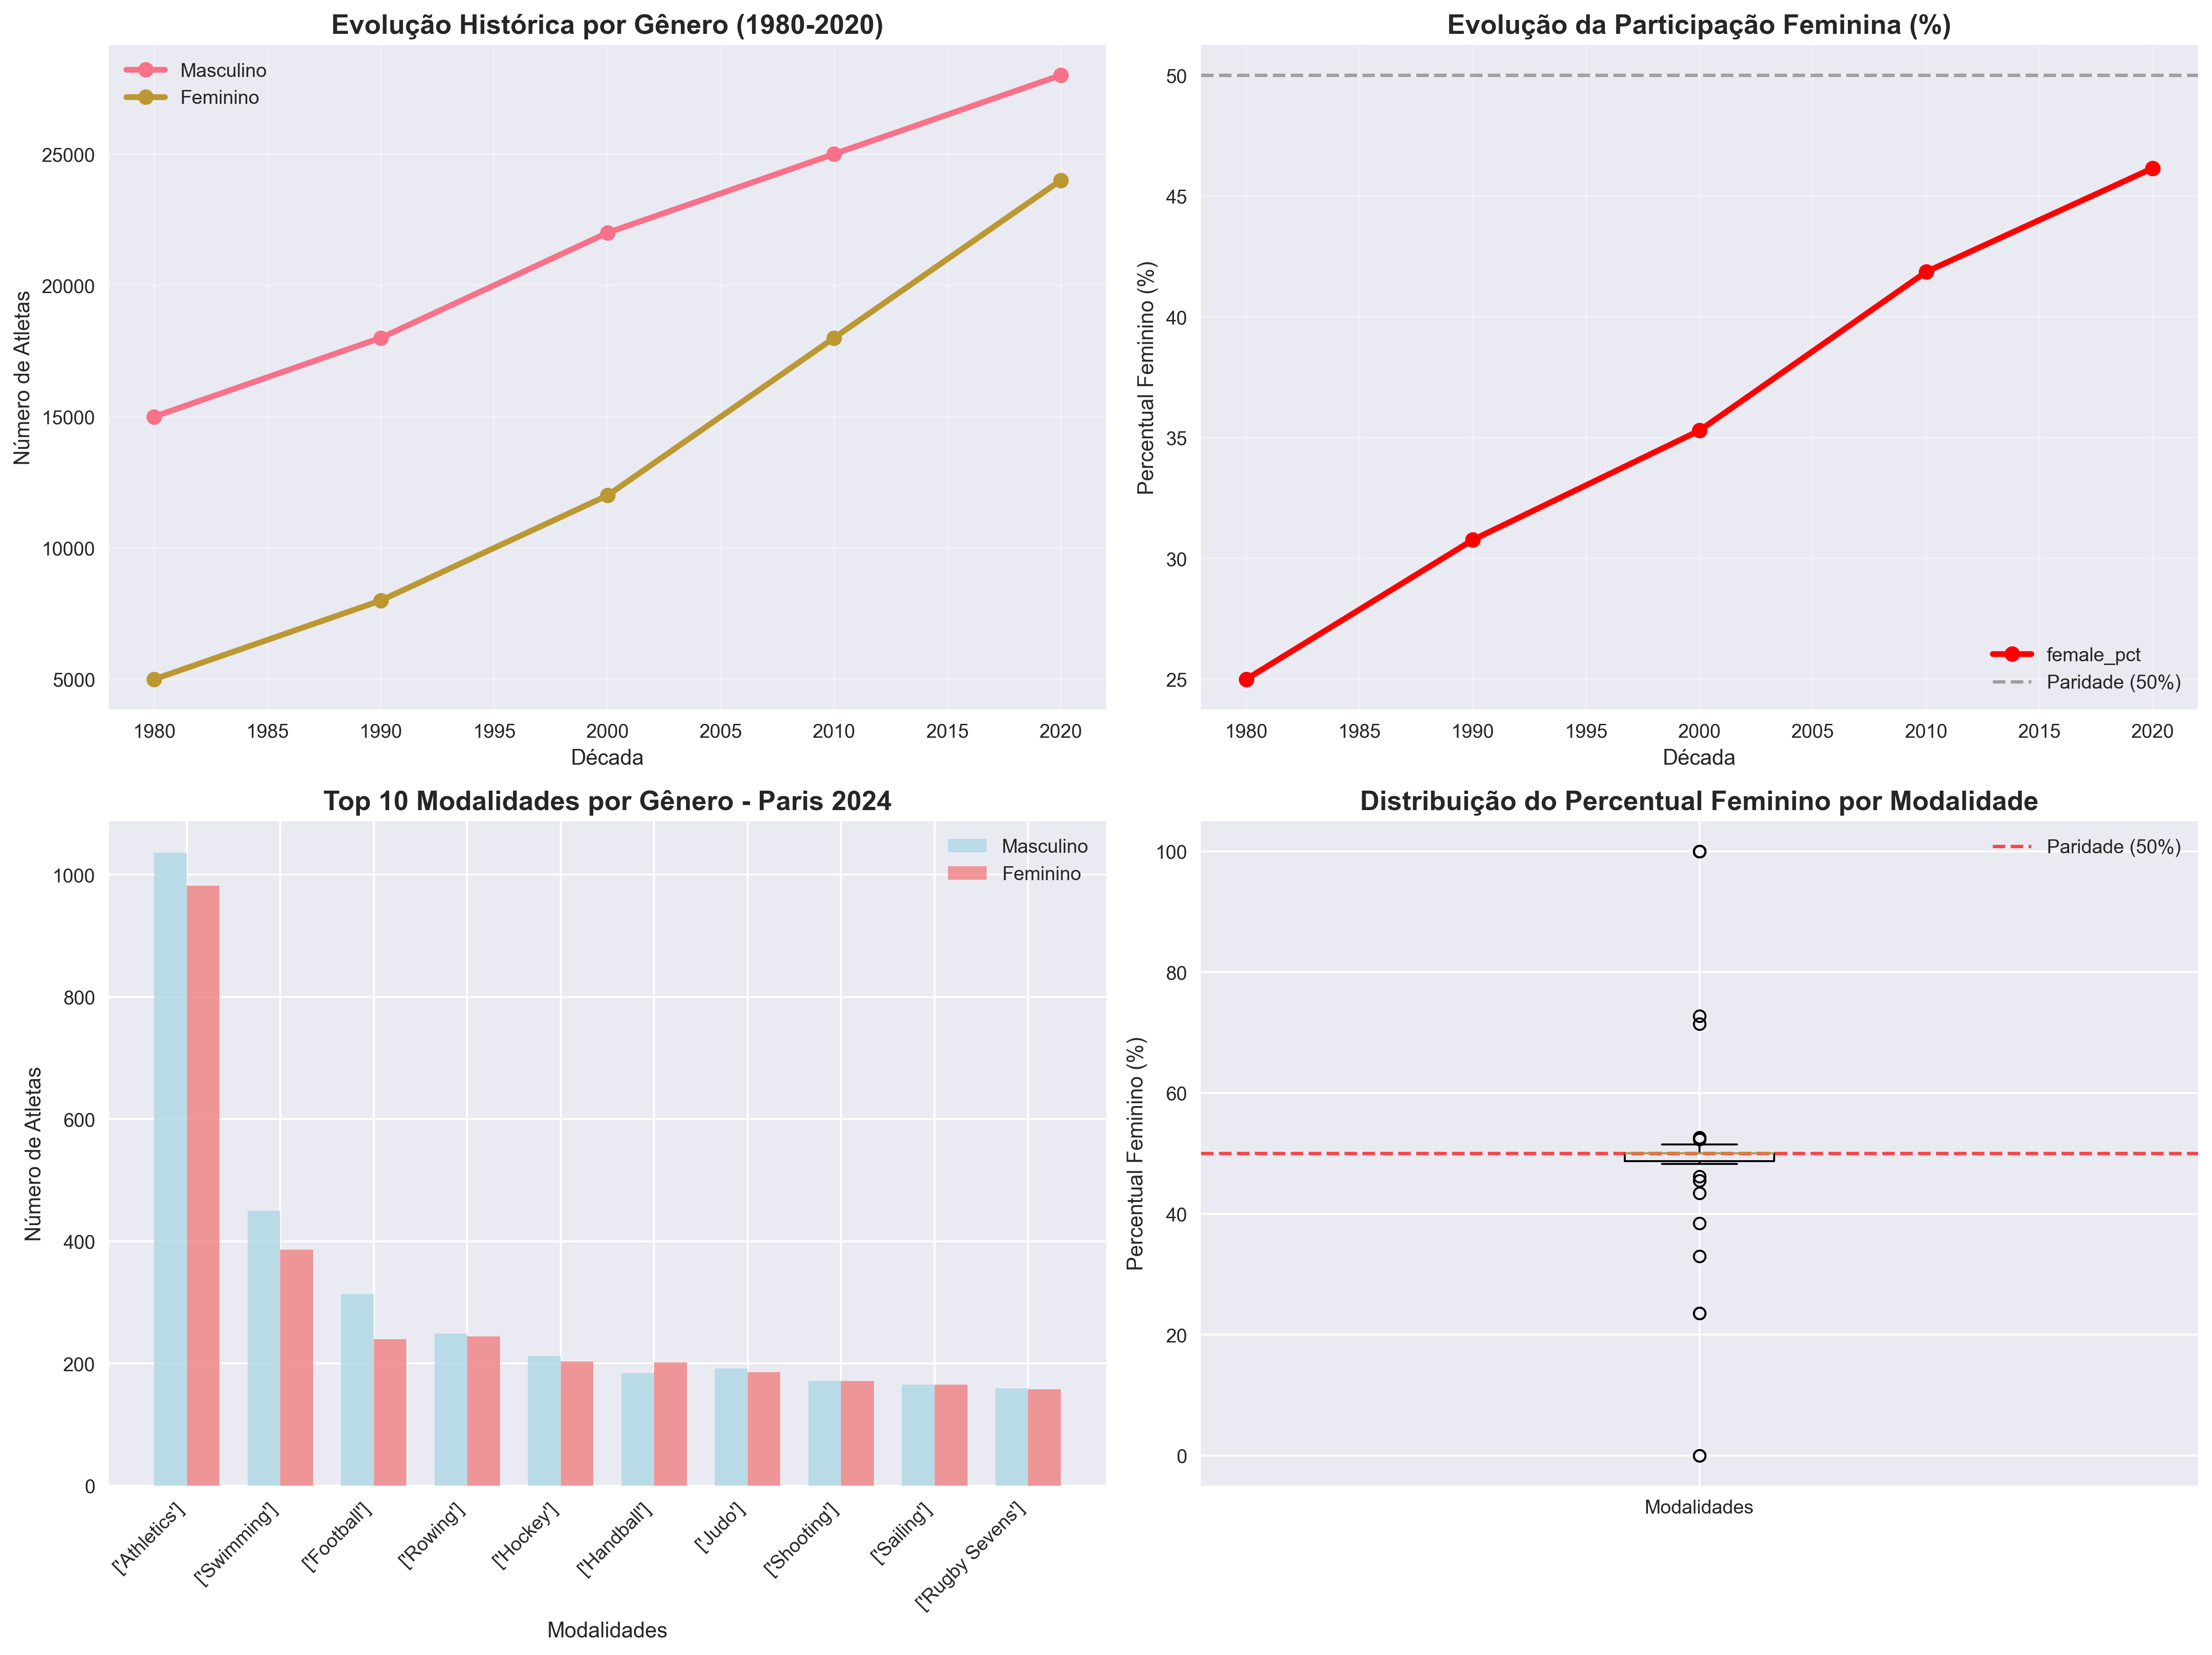 Evolução Histórica por Gênero (1980-2020)
Masculino
Feminino
Número de Atletas
25000
20000
15000
10000
5000
1980 1985 1990 1995 2000 2005 2010 2015 2020
Década
Evolução da Participação Feminina (%)
Percentual Feminino (%)
50
45
40
35
30
25
female_pct
Paridade (50%)
1980 1985 1990 1995 2000 2005 2010 2015 2020
Década
Top 10 Modalidades por Gênero - Paris 2024
Masculino
Feminino
Número de Atletas
1000
800
600
400
200
0
['Athletics']
['Swimming']
['Football']
['Rowing']
['Hockey']
['Handball']
['Judo']
['Shooting']
['Sailing']
['Rugby Sevens']
Modalidades
Distribuição do Percentual Feminino por Modalidade
Paridade (50%)
Percentual Feminino (%)
100
80
60
40
20
0
Modalidades